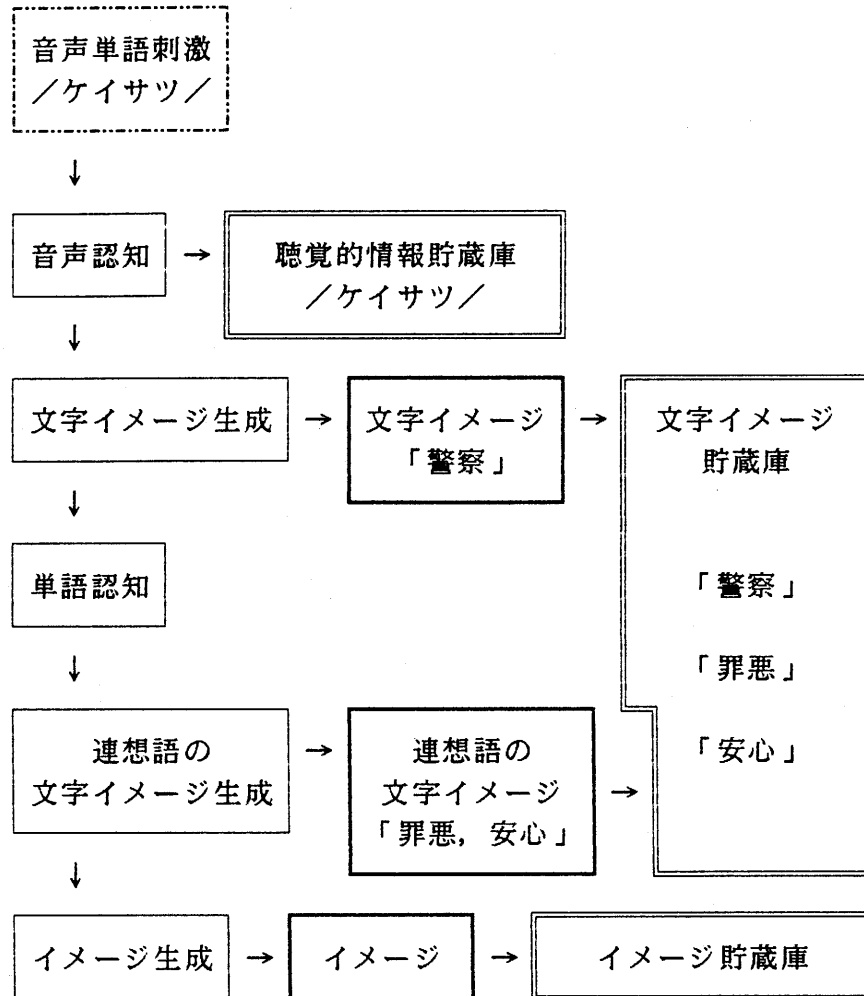 音声単語刺激
／ケイサツ／
↓
音声認知 → 聴覚的情報貯蔵庫
／ケイサツ／
↓
文字イメージ生成 → 文字イメージ → 文字イメージ
「警察」 貯蔵庫
↓
単語認知 「警察」
↓ 「罪悪」
連想語の → 連想語の 「安心」
文字イメージ生成 文字イメージ →
「罪悪，安心」
↓
イメージ生成 → イメージ → イメージ貯蔵庫